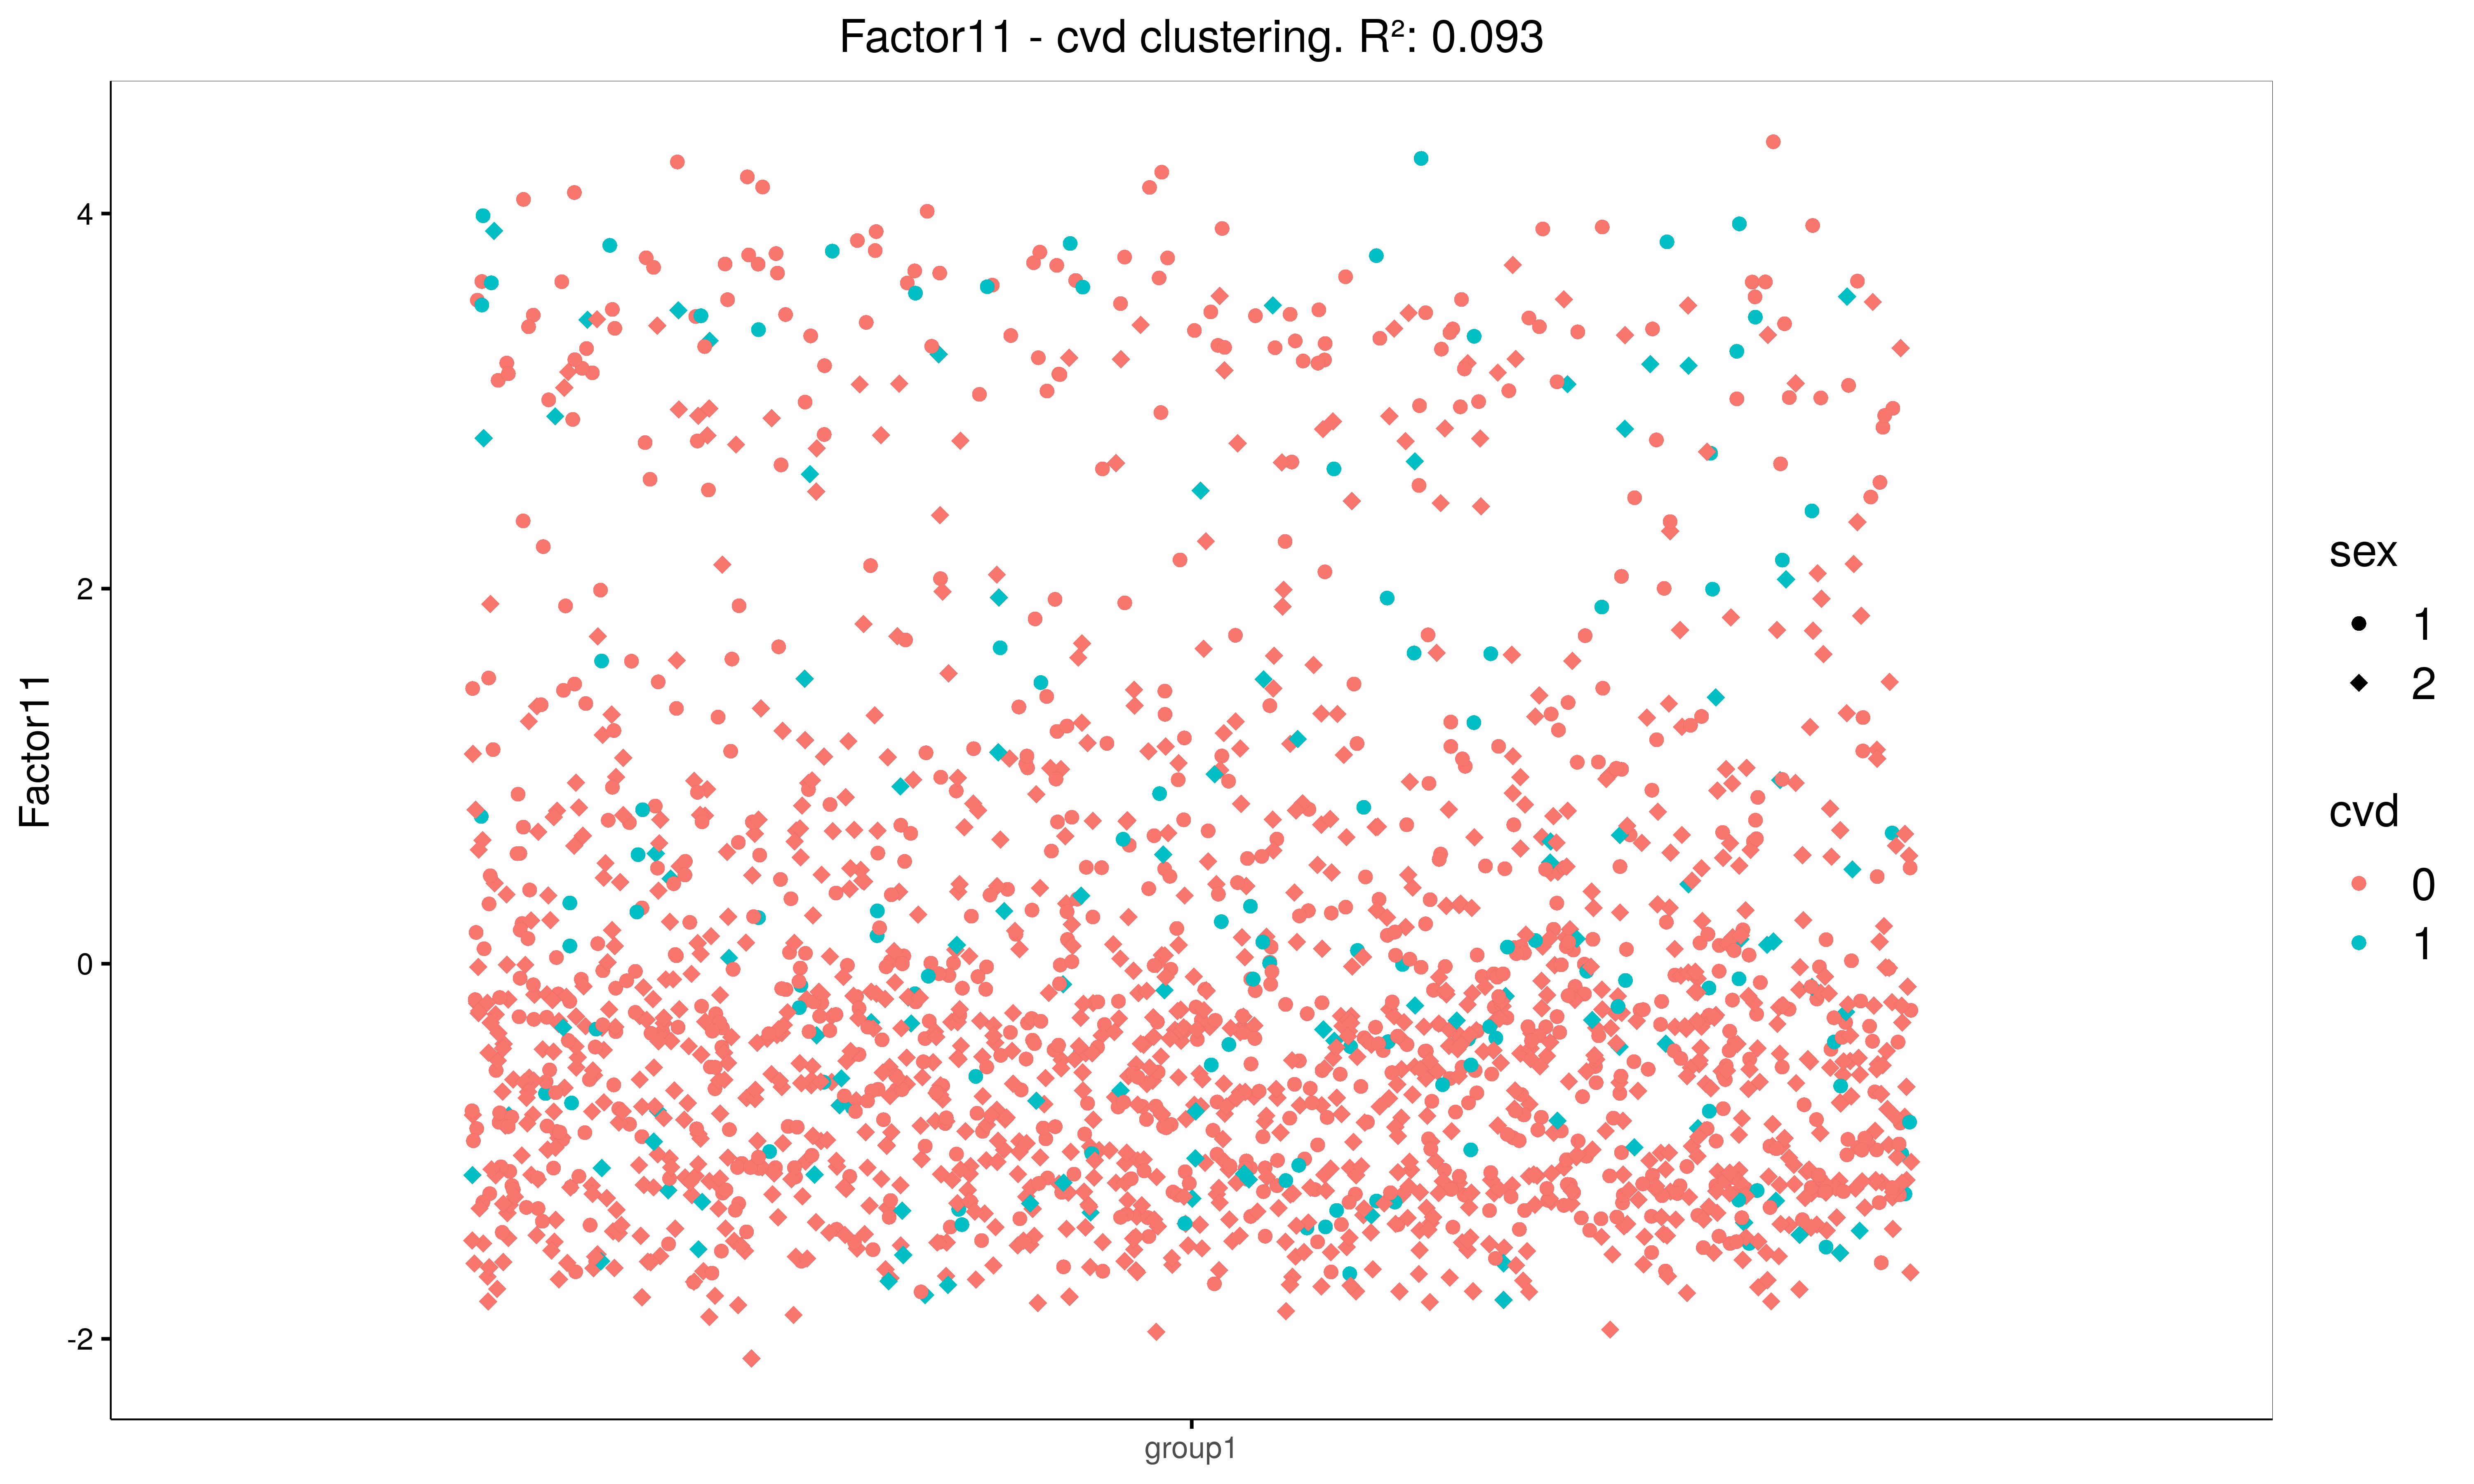 Factor11 - cvd clustering. R²: 0.093
Factor11
4
2
0
-2
group1
sex
1
2
cvd
0
1